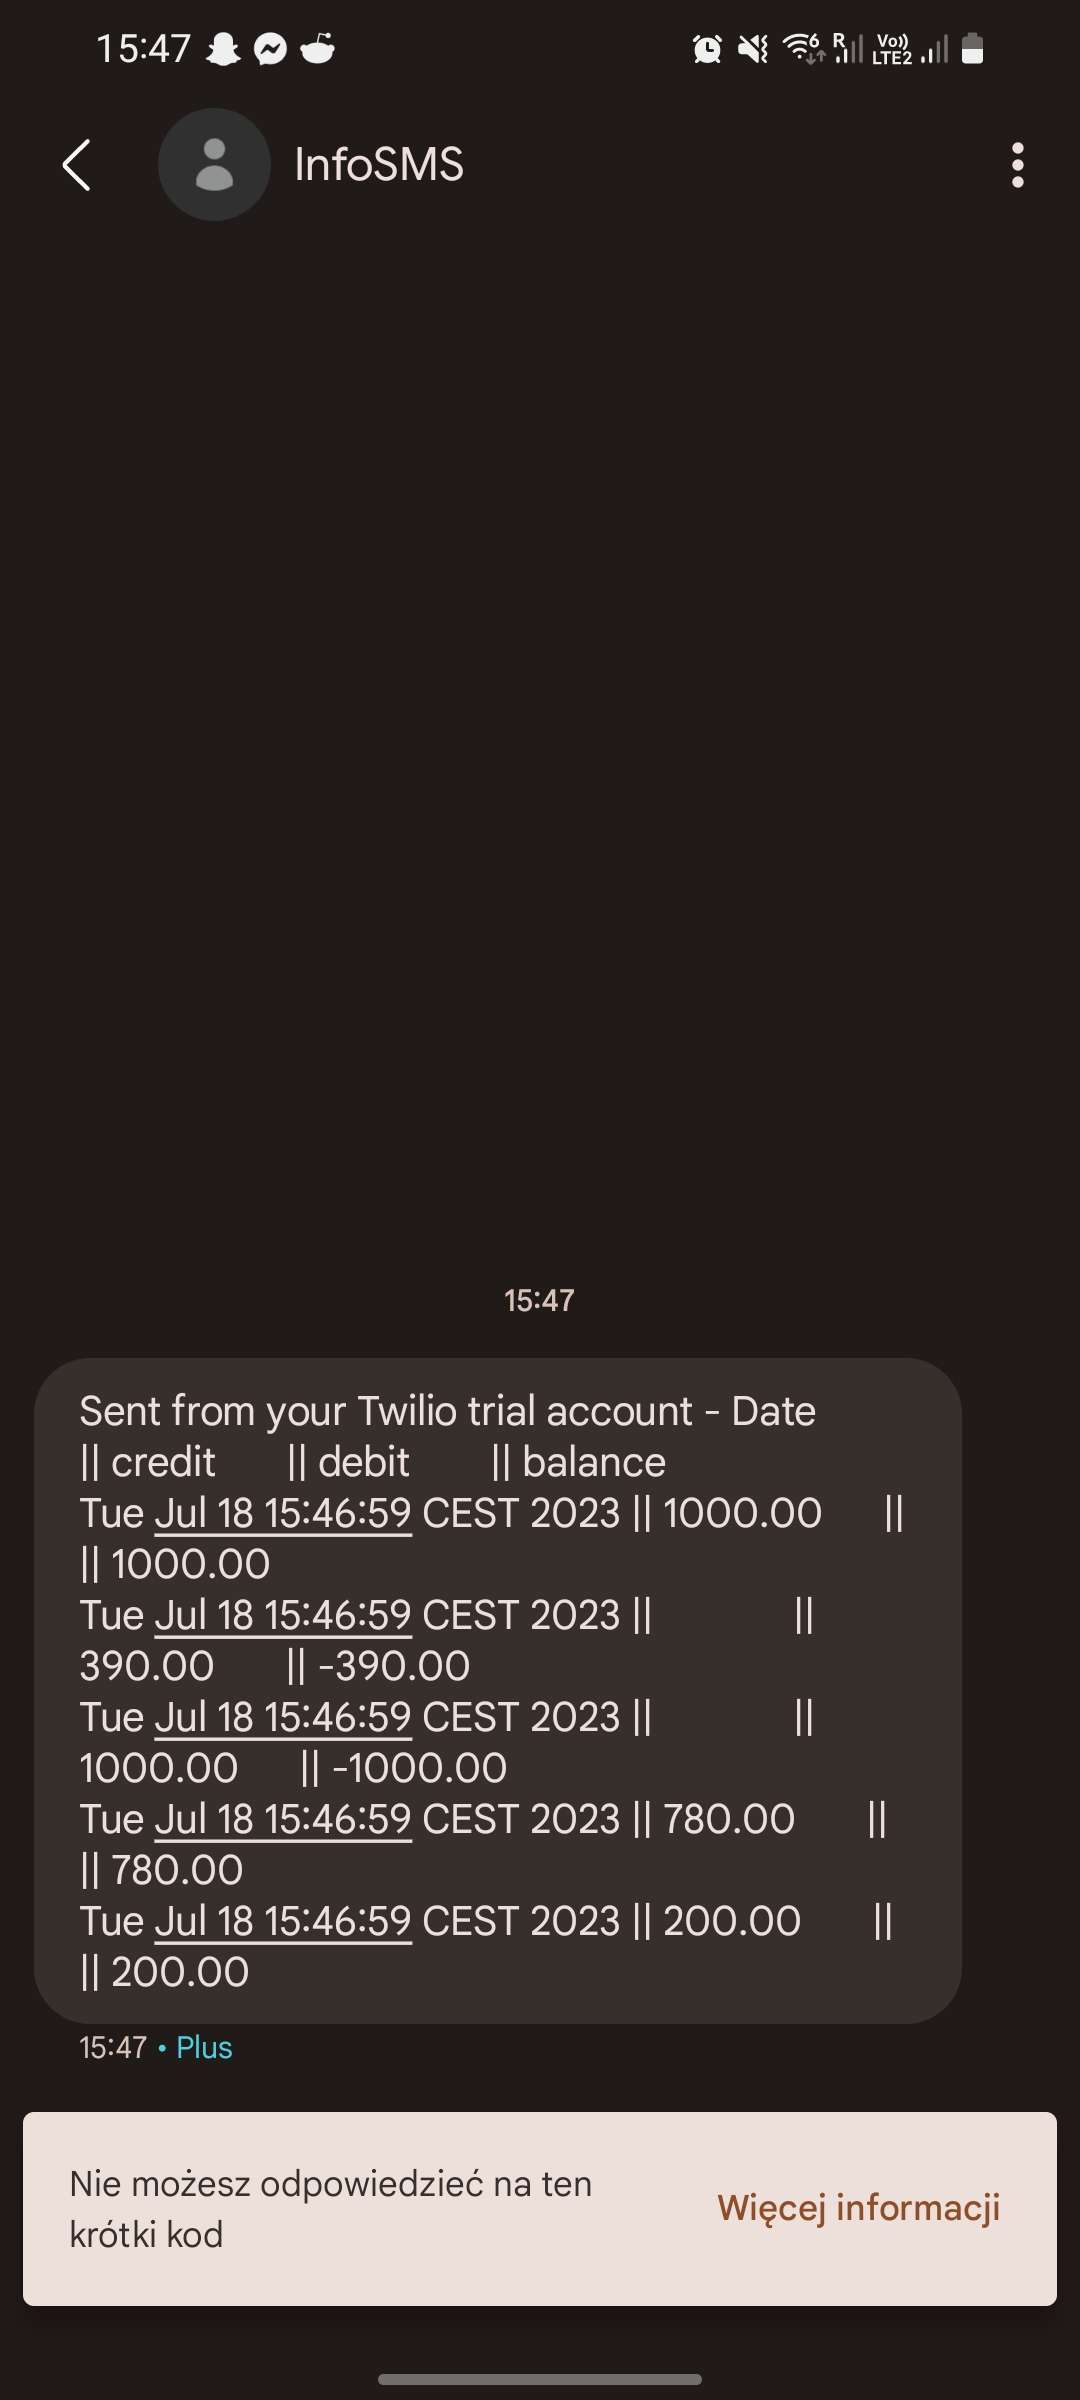 15:47
R Vo)) LTE2
InfoSMS
15:47
Sent from your Twilio trial account - Date
|| credit || debit || balance
Tue Jul 18 15:46:59 CEST 2023 || 1000.00 ||
|| 1000.00
Tue Jul 18 15:46:59 CEST 2023 || ||
390.00 || -390.00
Tue Jul 18 15:46:59 CEST 2023 || ||
1000.00 || -1000.00
Tue Jul 18 15:46:59 CEST 2023 || 780.00 ||
|| 780.00
Tue Jul 18 15:46:59 CEST 2023 || 200.00 ||
|| 200.00
15:47 • Plus
Nie możesz odpowiedzieć na ten
krótki kod
Więcej informacji